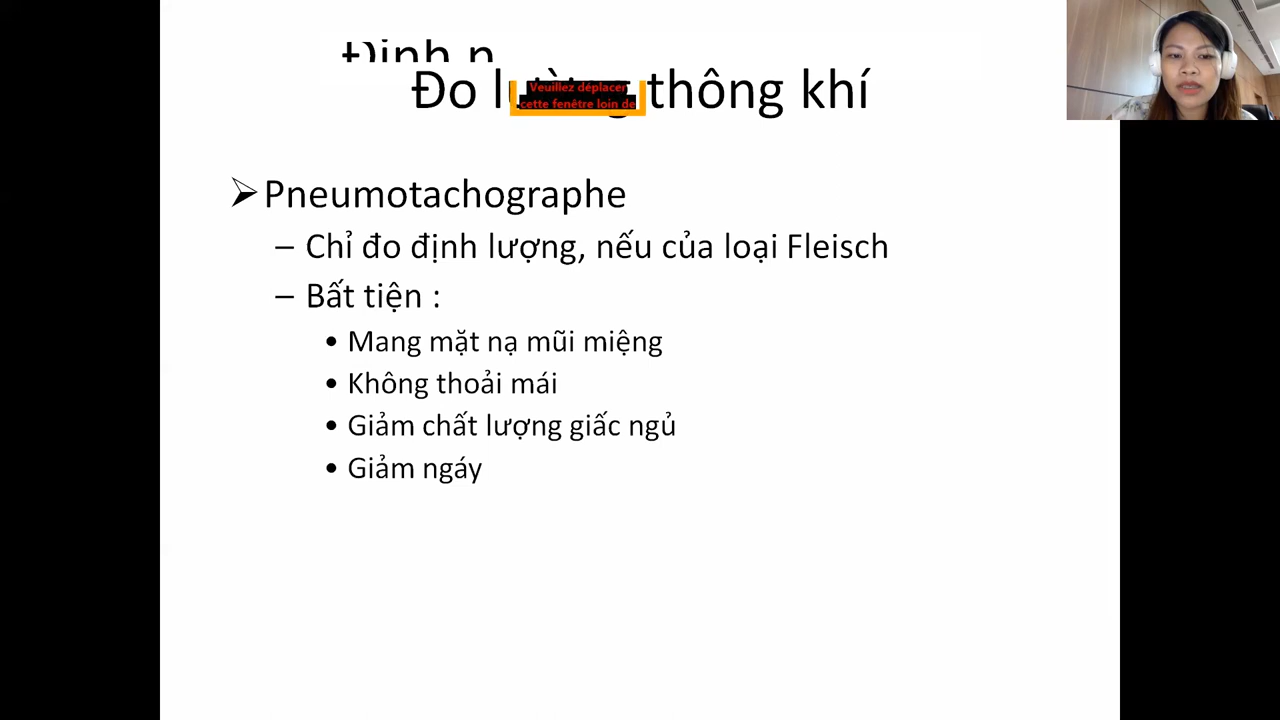 Đo lường thông khí
Veuillez déplacer
cette fenêtre loin de
➢Pneumotachographe
– Chỉ đo định lượng, nếu của loại Fleisch
– Bất tiện :
• Mang mặt nạ mũi miệng
• Không thoải mái
• Giảm chất lượng giấc ngủ
• Giảm ngáy